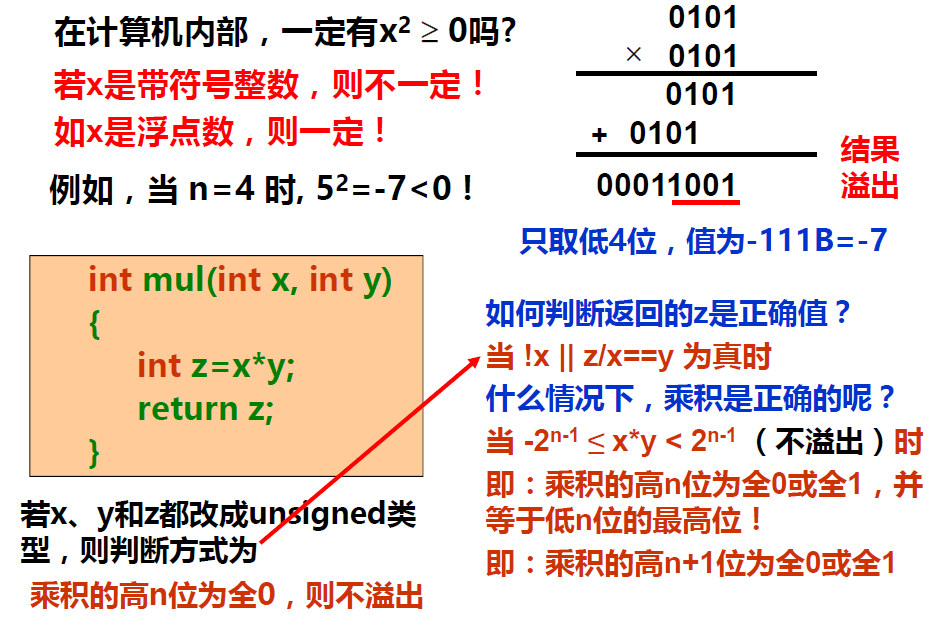 在计算机内部，一定有x² ≥ 0吗?
若x是带符号整数，则不一定！
如x是浮点数，则一定！
例如，当 n=4 时, 5²=-7<0！
0101
× 0101
0101
+ 0101
00011001
结果
溢出
只取低4位，值为-111B=-7
int mul(int x, int y)
{
int z=x*y;
return z;
}
若x、y和z都改成unsigned类
型，则判断方式为
乘积的高n位为全0，则不溢出
如何判断返回的z是正确值？
当 !x || z/x==y 为真时
什么情况下，乘积是正确的呢？
当 -2ⁿ⁻¹ ≤ x*y < 2ⁿ⁻¹ （不溢出）时
即：乘积的高n位为全0或全1，并
等于低n位的最高位！
即：乘积的高n+1位为全0或全1